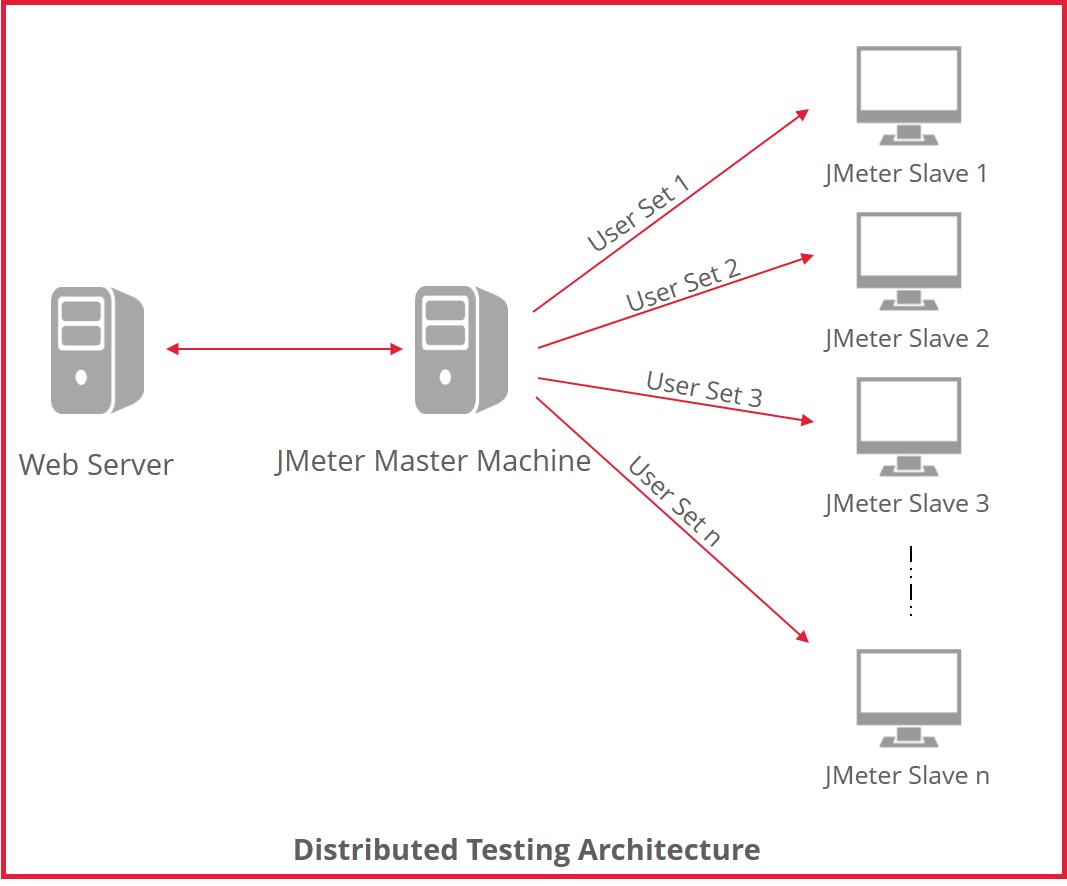 JMeter Slave 1
User Set 1
User Set 2
JMeter Slave 2
User Set 3
Web Server
JMeter Master Machine
User Set n
JMeter Slave 3
JMeter Slave n
Distributed Testing Architecture